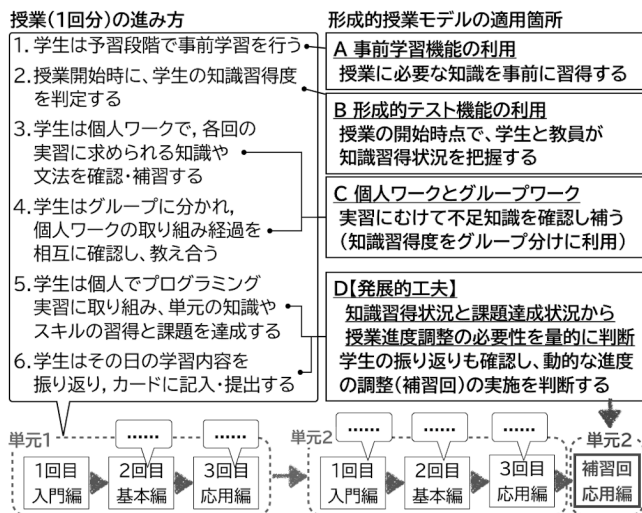 授業(1回分)の進み方
1. 学生は予習段階で事前学習を行う
2. 授業開始時に、学生の知識習得度
を判定する
3. 学生は個人ワークで, 各回の
実習に求められる知識や
文法を確認・補習する
4. 学生はグループに分かれ,
個人ワークの取り組み経過を
相互に確認し、教え合う
5. 学生は個人でプログラミング
実習に取り組み、単元の知識や
スキルの習得と課題を達成する
6. 学生はその日の学習内容を
振り返り, カードに記入・提出する
形成的授業モデルの適用箇所
A 事前学習機能の利用
授業に必要な知識を事前に習得する
B 形成的テスト機能の利用
授業の開始時点で、学生と教員が
知識習得状況を把握する
C 個人ワークとグループワーク
実習にむけて不足知識を確認し補う
(知識習得度をグループ分けに利用)
D【発展的工夫】
知識習得状況と課題達成状況から
授業進度調整の必要性を量的に判断
学生の振り返りも確認し、動的な進度
の調整(補習回)の実施を判断する
単元1
1回目
入門編
……
2回目
基本編
……
3回目
応用編
単元2
……
1回目
入門編
……
2回目
基本編
……
3回目
応用編
単元2
補習回
応用編